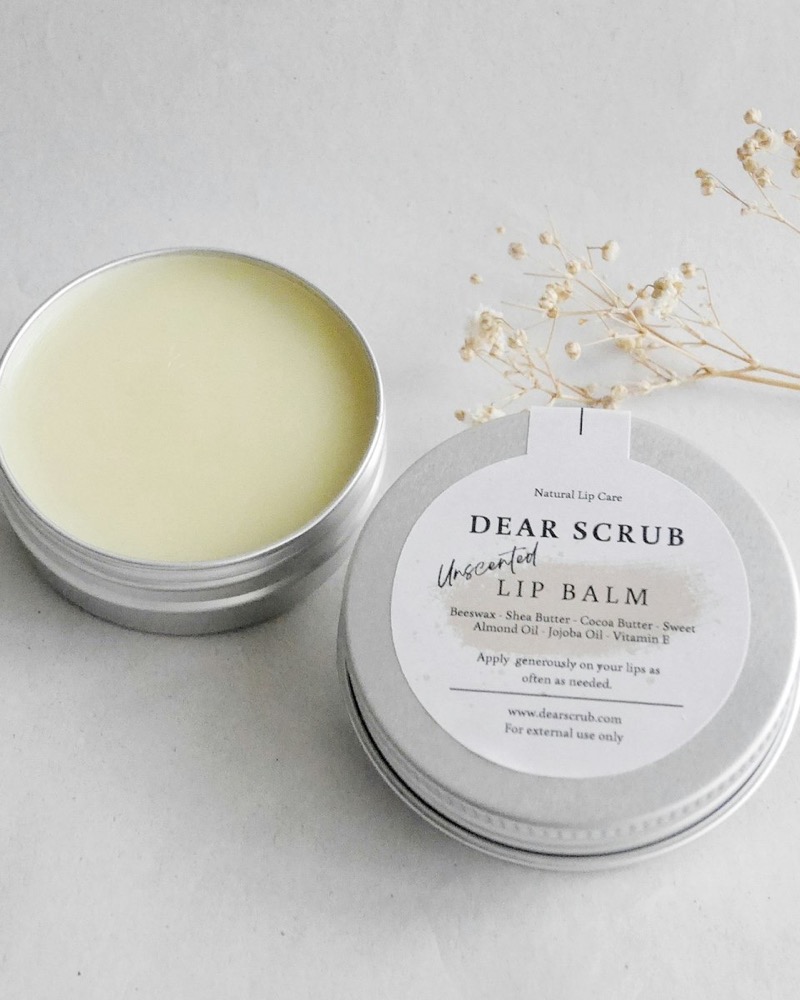 Natural Lip Care
DEAR SCRUB
Unscented
LIP BALM
Beeswax - Shee Butter - Cocoa Butter - Sweet
Almond Oil - Jojoba Oil - Vitamin E
Apply generously on your lips as
often as needed.
www.dearscrub.com
For external use only